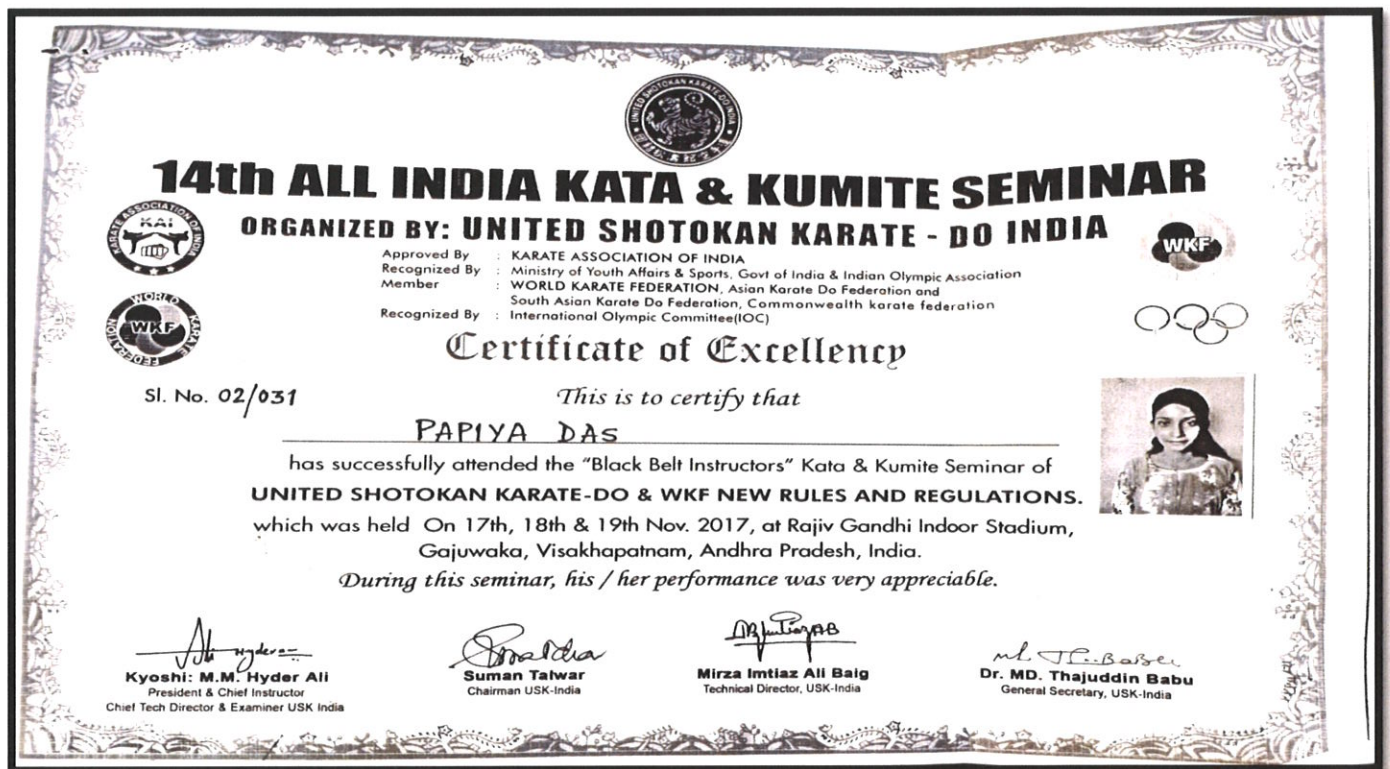 UNITED SHOTOKAN KARATE-DO INDIA
14th ALL INDIA KATA & KUMITE SEMINAR
ORGANIZED BY: UNITED SHOTOKAN KARATE - DO INDIA
KARATE ASSOCIATION OF INDIA
KAI
WKF
Approved By : KARATE ASSOCIATION OF INDIA
Recognized By : Ministry of Youth Affairs & Sports, Govt of India & Indian Olympic Association
Member : WORLD KARATE FEDERATION, Asian Karate Do Federation and
South Asian Karate Do Federation, Commonwealth karate federation
Recognized By : International Olympic Committee(IOC)
WORLD KARATE FEDERATION
WKF
Certificate of Excellency
Sl. No. 02/031
This is to certify that
PAPIYA DAS
has successfully attended the "Black Belt Instructors" Kata & Kumite Seminar of
UNITED SHOTOKAN KARATE-DO & WKF NEW RULES AND REGULATIONS.
which was held On 17th, 18th & 19th Nov. 2017, at Rajiv Gandhi Indoor Stadium,
Gajuwaka, Visakhapatnam, Andhra Pradesh, India.
During this seminar, his / her performance was very appreciable.
Kyoshi: M.M. Hyder Ali
President & Chief Instructor
Chief Tech Director & Examiner USK India
Suman Talwar
Chairman USK-India
Mirza Imtiaz Ali Baig
Technical Director, USK-India
Dr. MD. Thajuddin Babu
General Secretary, USK-India